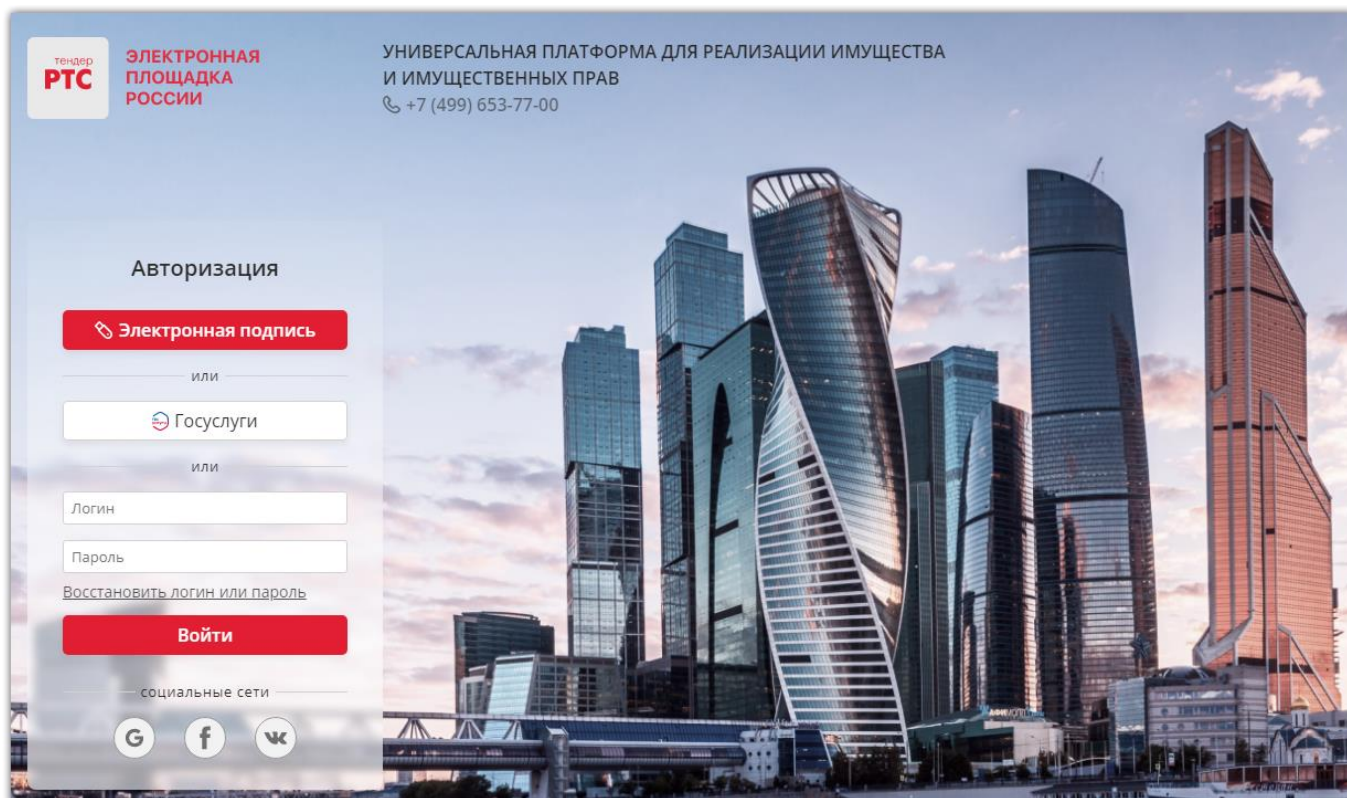 тендер
РТС
ЭЛЕКТРОННАЯ
ПЛОЩАДКА
РОССИИ
УНИВЕРСАЛЬНАЯ ПЛАТФОРМА ДЛЯ РЕАЛИЗАЦИИ ИМУЩЕСТВА
И ИМУЩЕСТВЕННЫХ ПРАВ
+7 (499) 653-77-00
Авторизация
Электронная подпись
или
Госуслуги
или
Логин
Пароль
Восстановить логин или пароль
Войти
социальные сети
G
f